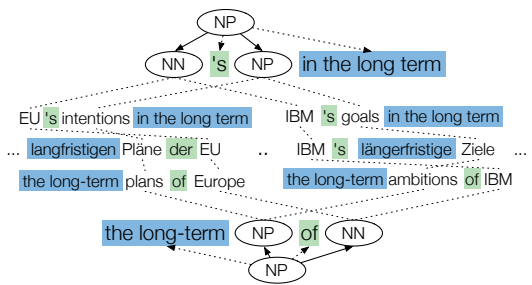 NP
NN 's NP in the long term
EU 's intentions in the long term IBM 's goals in the long term
... langfristigen Pläne der EU .. IBM 's längerfristige Ziele ...
the long-term plans of Europe the long-term ambitions of IBM
the long-term NP of NN
NP